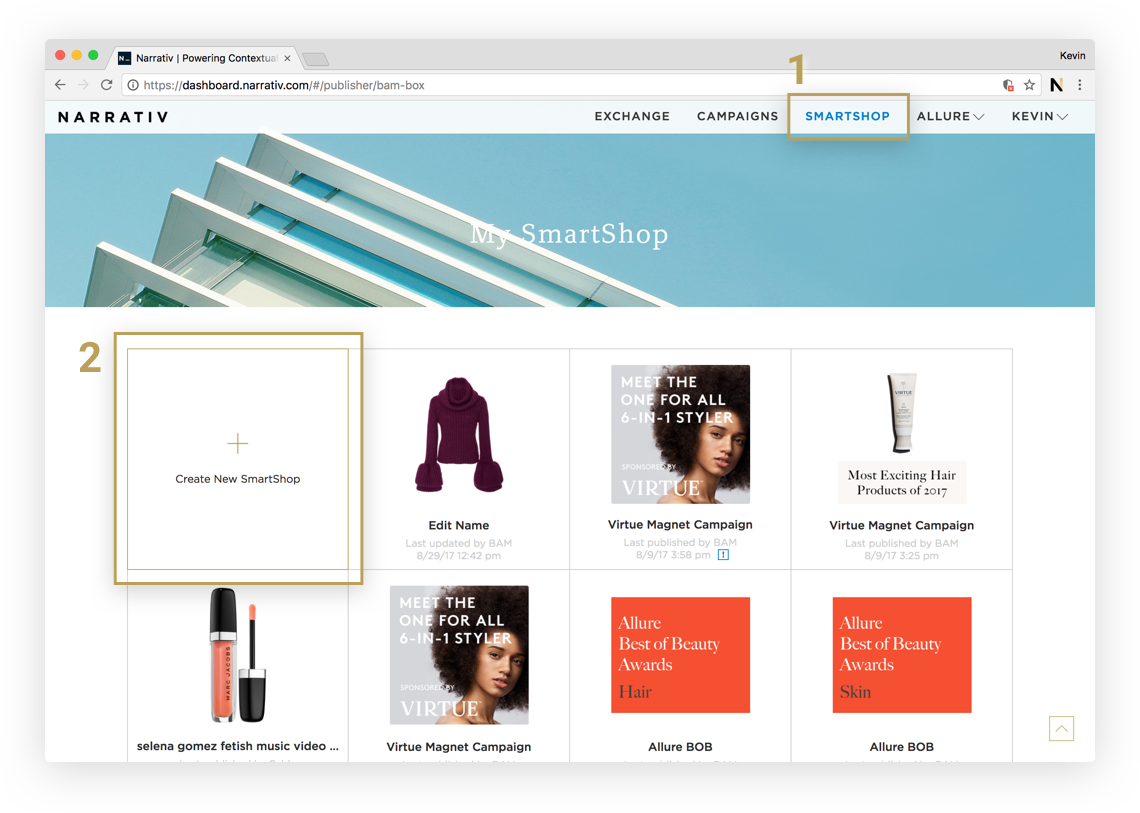 Narrativ | Powering Contextual
Kevin
https://dashboard.narrativ.com/#/publisher/bam-box
1
NARRATIV
EXCHANGE
CAMPAIGNS
SMARTSHOP
ALLURE
KEVIN
My SmartShop
2
Create New SmartShop
Edit Name
Last updated by BAM
8/29/17 12:42 pm
MEET THE
ONE FOR ALL
6-IN-1 STYLER
SPONSORED BY
VIRTUE
Virtue Magnet Campaign
Last published by BAM
8/9/17 3:58 pm
VIRTUE
Most Exciting Hair
Products of 2017
Virtue Magnet Campaign
Last published by BAM
8/9/17 3:25 pm
MARC JACOBS
selena gomez fetish music video ...
MEET THE
ONE FOR ALL
6-IN-1 STYLER
SPONSORED BY
VIRTUE
Virtue Magnet Campaign
Allure
Best of Beauty
Awards
Hair
Allure BOB
Allure
Best of Beauty
Awards
Skin
Allure BOB